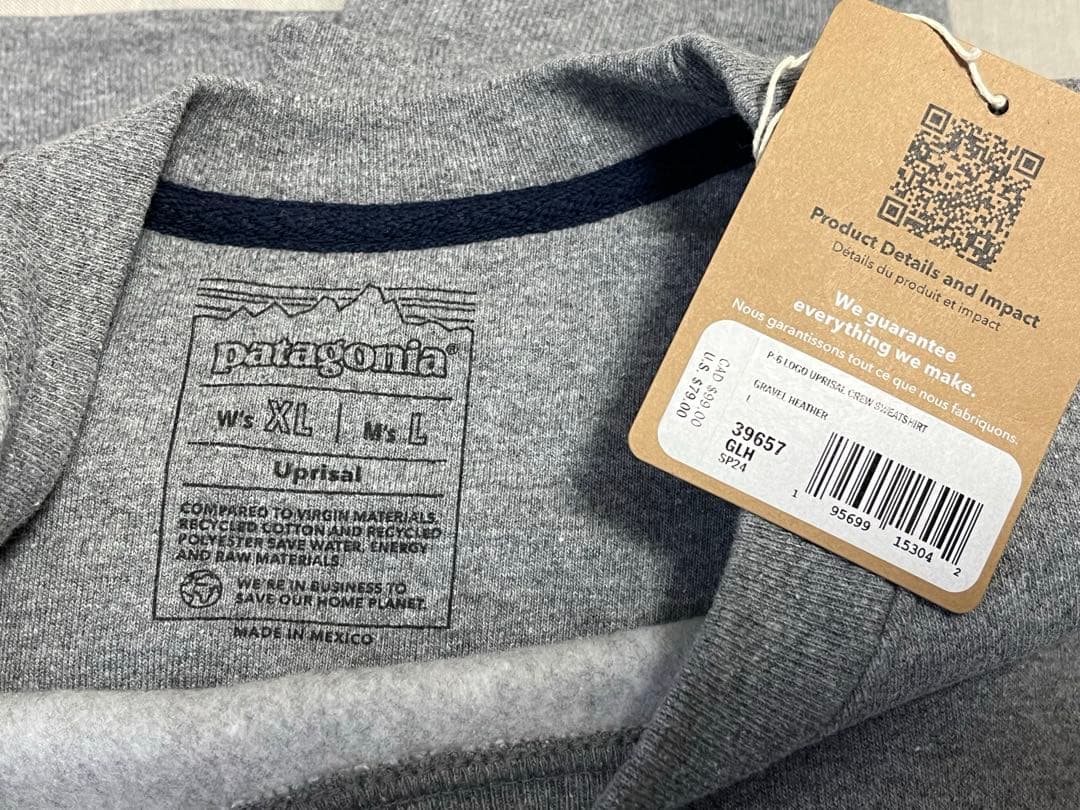 patagonia®
W's XL | M's L
Uprisal
COMPARED TO VIRGIN MATERIALS,
RECYCLED COTTON AND RECYCLED
POLYESTER SAVE WATER, ENERGY
AND RAW MATERIALS
WE'RE IN BUSINESS TO
SAVE OUR HOME PLANET.
MADE IN MEXICO
Product Details and Impact
Détails du produit et impact
We guarantee
everything we make.
Nous garantissons tout ce que nous fabriquons.
CAD $99.00
U.S. $79.00
P-6 LOGO UPRISAL CREW SWEATSHIRT
GRAVEL HEATHER
L
39657
GLH
SP24
1 95699 15304 2